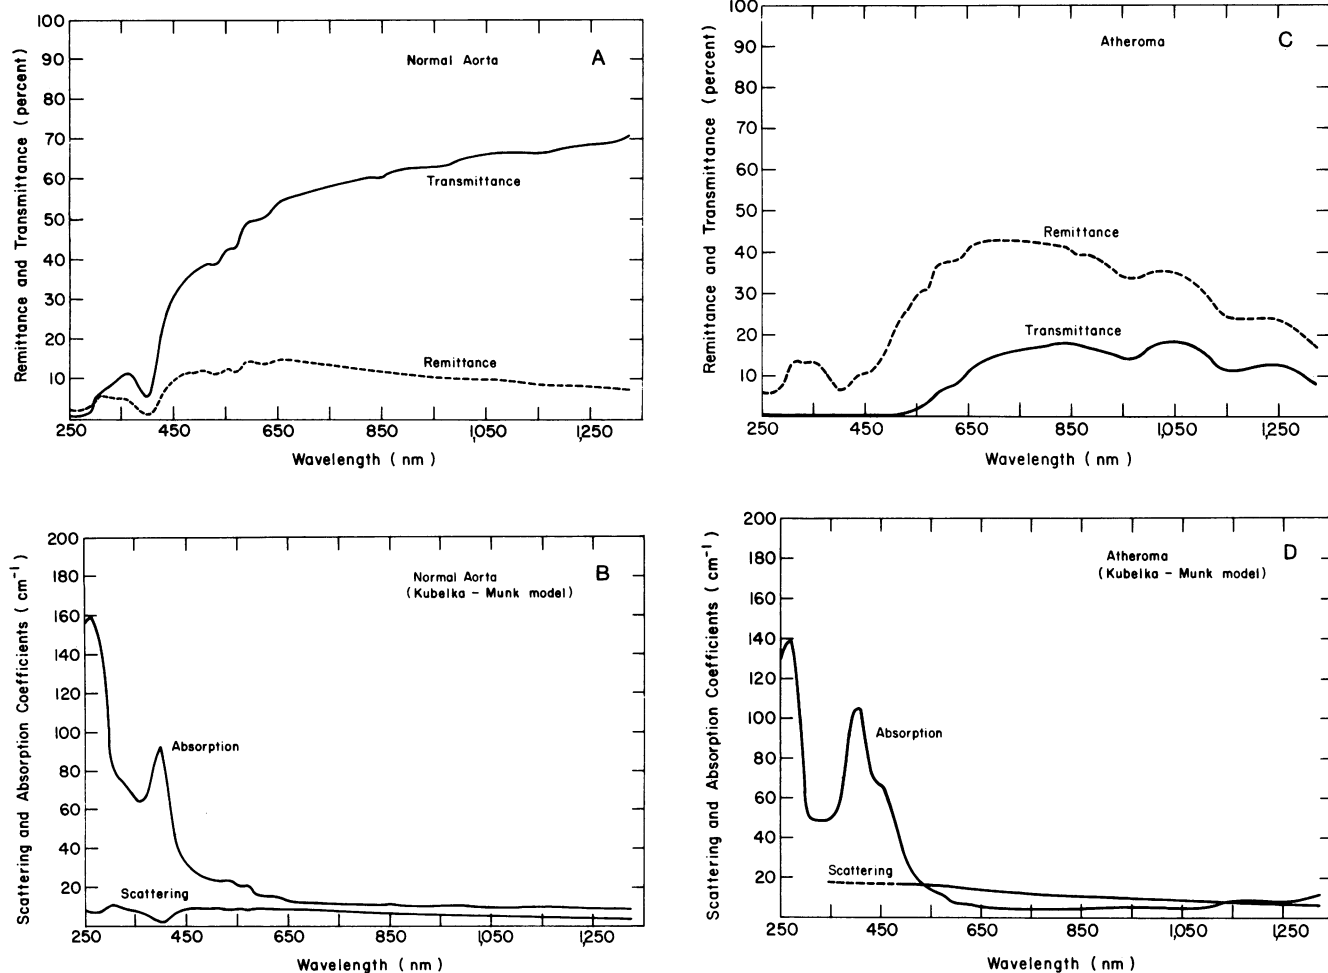 A
Normal Aorta
Remittance and Transmittance ( percent )
100
90
80
70
60
50
40
30
20
10
Transmittance
Remittance
250 450 650 850 1,050 1,250
Wavelength ( nm )
C
Atheroma
Remittance and Transmittance ( percent )
100
90
80
70
60
50
40
30
20
10
Remittance
Transmittance
250 450 650 850 1,050 1,250
Wavelength ( nm )
B
Normal Aorta
(Kubelka - Munk model)
Scattering and Absorption Coefficients ( cm-1 )
200
180
160
140
120
100
80
60
40
20
Absorption
Scattering
250 450 650 850 1,050 1,250
Wavelength ( nm )
D
Atheroma
(Kubelka - Munk model)
Scattering and Absorption Coefficients ( cm-1 )
200
180
160
140
120
100
80
60
40
20
Absorption
Scattering
250 450 650 850 1,050 1,250
Wavelength ( nm )